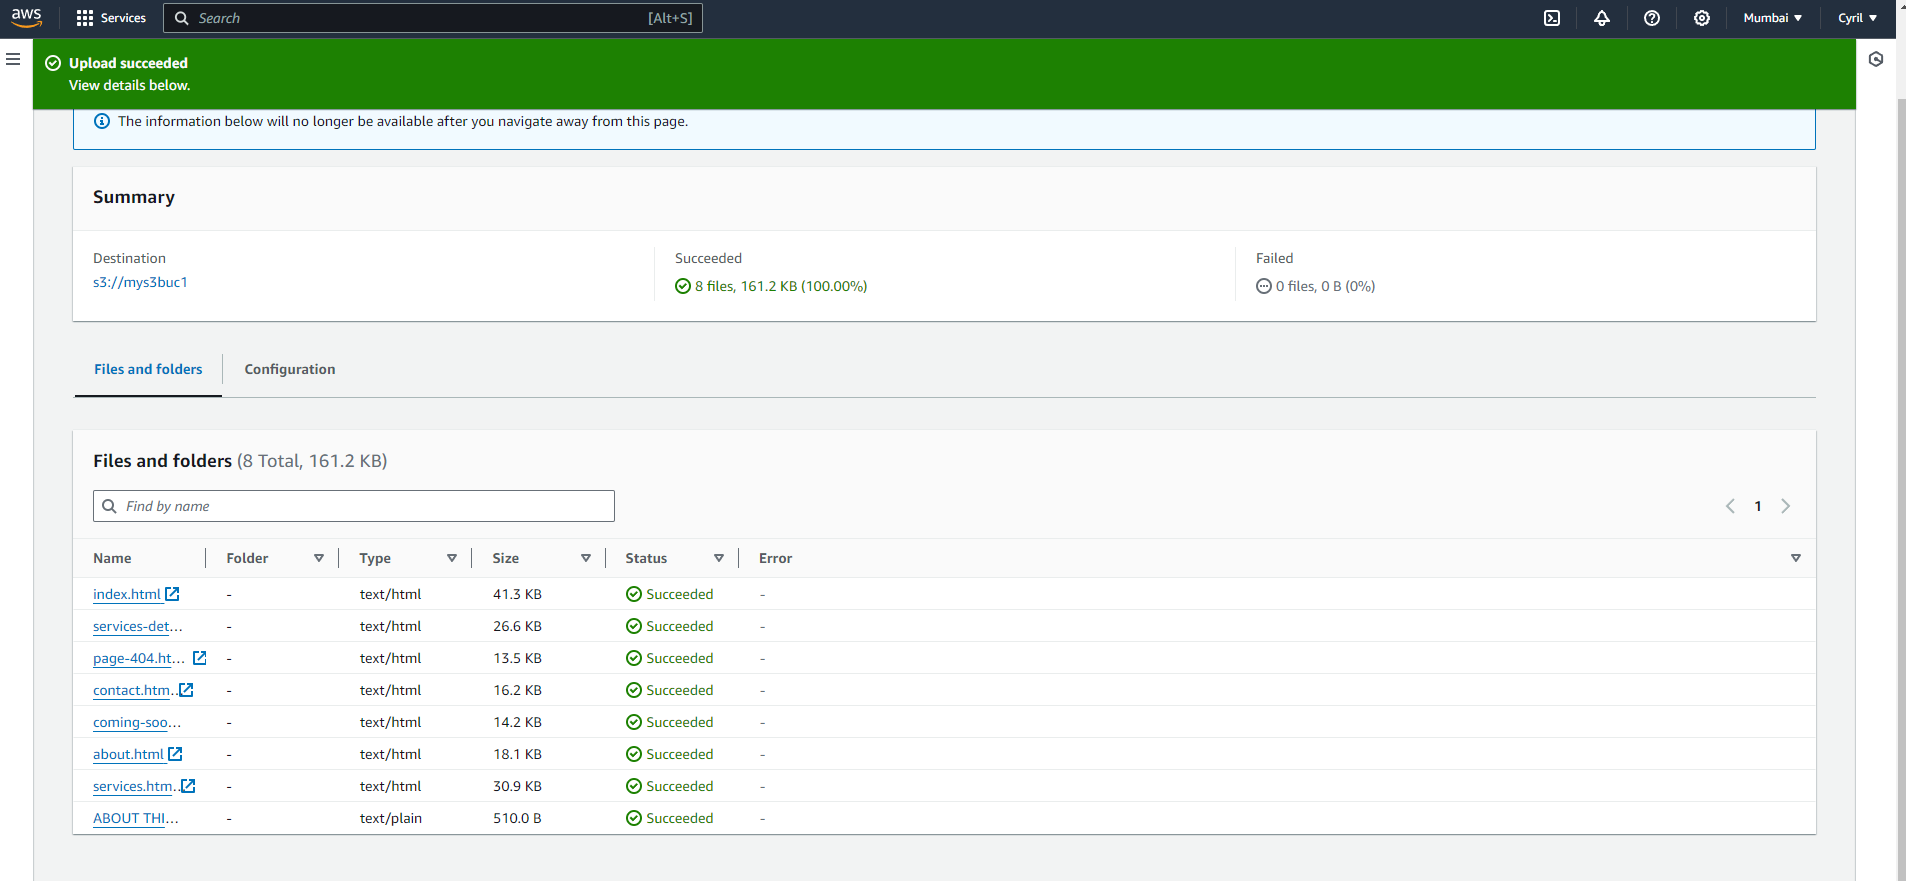 aws Services Search [Alt+S] Mumbai Cyril
Upload succeeded
View details below.
The information below will no longer be available after you navigate away from this page.
Summary
Destination Succeeded Failed
s3://mys3buc1 8 files, 161.2 KB (100.00%) 0 files, 0 B (0%)
Files and folders Configuration
Files and folders (8 Total, 161.2 KB)
Find by name 1
Name Folder Type Size Status Error
index.html - text/html 41.3 KB Succeeded -
services-det... - text/html 26.6 KB Succeeded -
page-404.ht... - text/html 13.5 KB Succeeded -
contact.htm.. - text/html 16.2 KB Succeeded -
coming-soo... - text/html 14.2 KB Succeeded -
about.html - text/html 18.1 KB Succeeded -
services.htm.. - text/html 30.9 KB Succeeded -
ABOUT THI... - text/plain 510.0 B Succeeded -